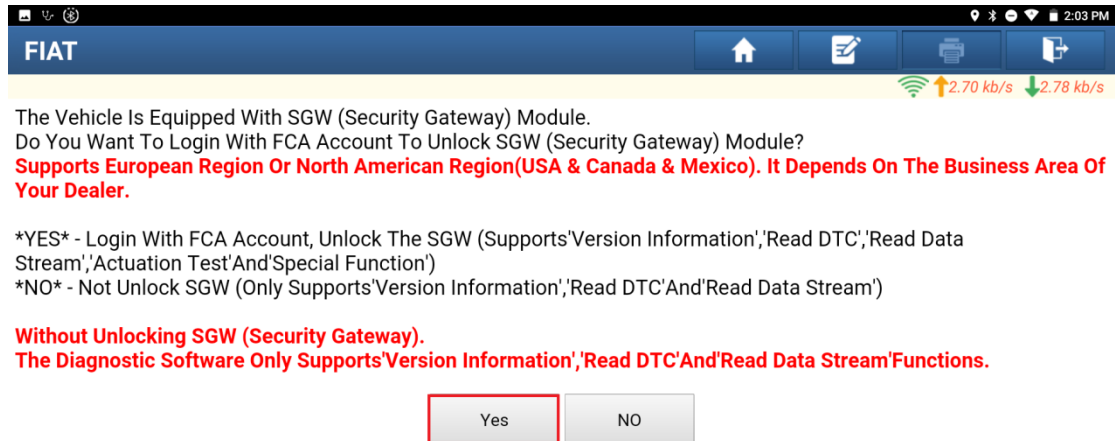 2:03 PM
FIAT
2.70 kb/s 2.78 kb/s
The Vehicle Is Equipped With SGW (Security Gateway) Module.
Do You Want To Login With FCA Account To Unlock SGW (Security Gateway) Module?
Supports European Region Or North American Region(USA & Canada & Mexico). It Depends On The Business Area Of
Your Dealer.
*YES* - Login With FCA Account, Unlock The SGW (Supports'Version Information','Read DTC','Read Data
Stream','Actuation Test'And'Special Function')
*NO* - Not Unlock SGW (Only Supports'Version Information','Read DTC'And'Read Data Stream')
Without Unlocking SGW (Security Gateway).
The Diagnostic Software Only Supports'Version Information','Read DTC'And'Read Data Stream'Functions.
Yes NO